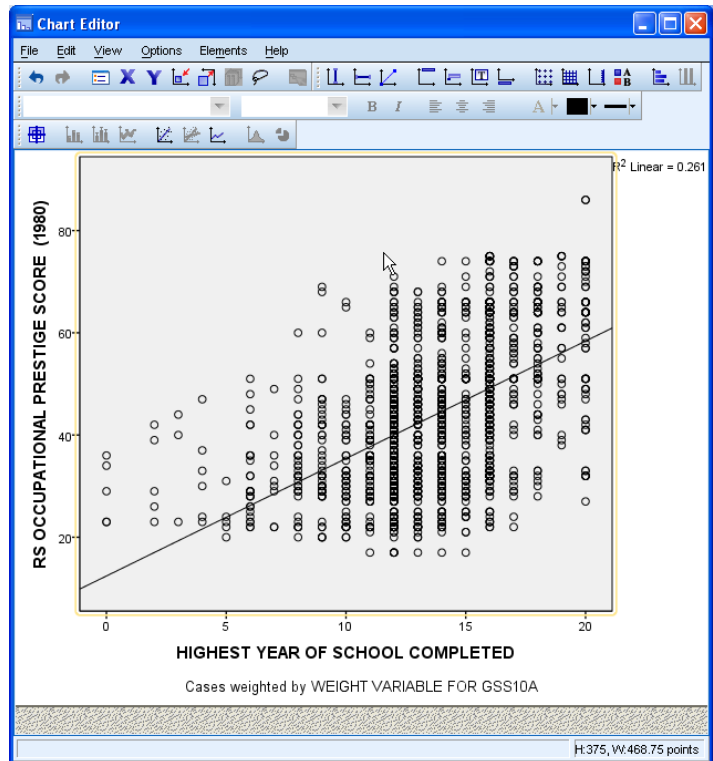 Chart Editor
File Edit View Options Elements Help
X Y
B I A
R² Linear = 0.261
RS OCCUPATIONAL PRESTIGE SCORE (1980)
80
60
40
20
0 5 10 15 20
HIGHEST YEAR OF SCHOOL COMPLETED
Cases weighted by WEIGHT VARIABLE FOR GSS10A
H:375, W:468.75 points